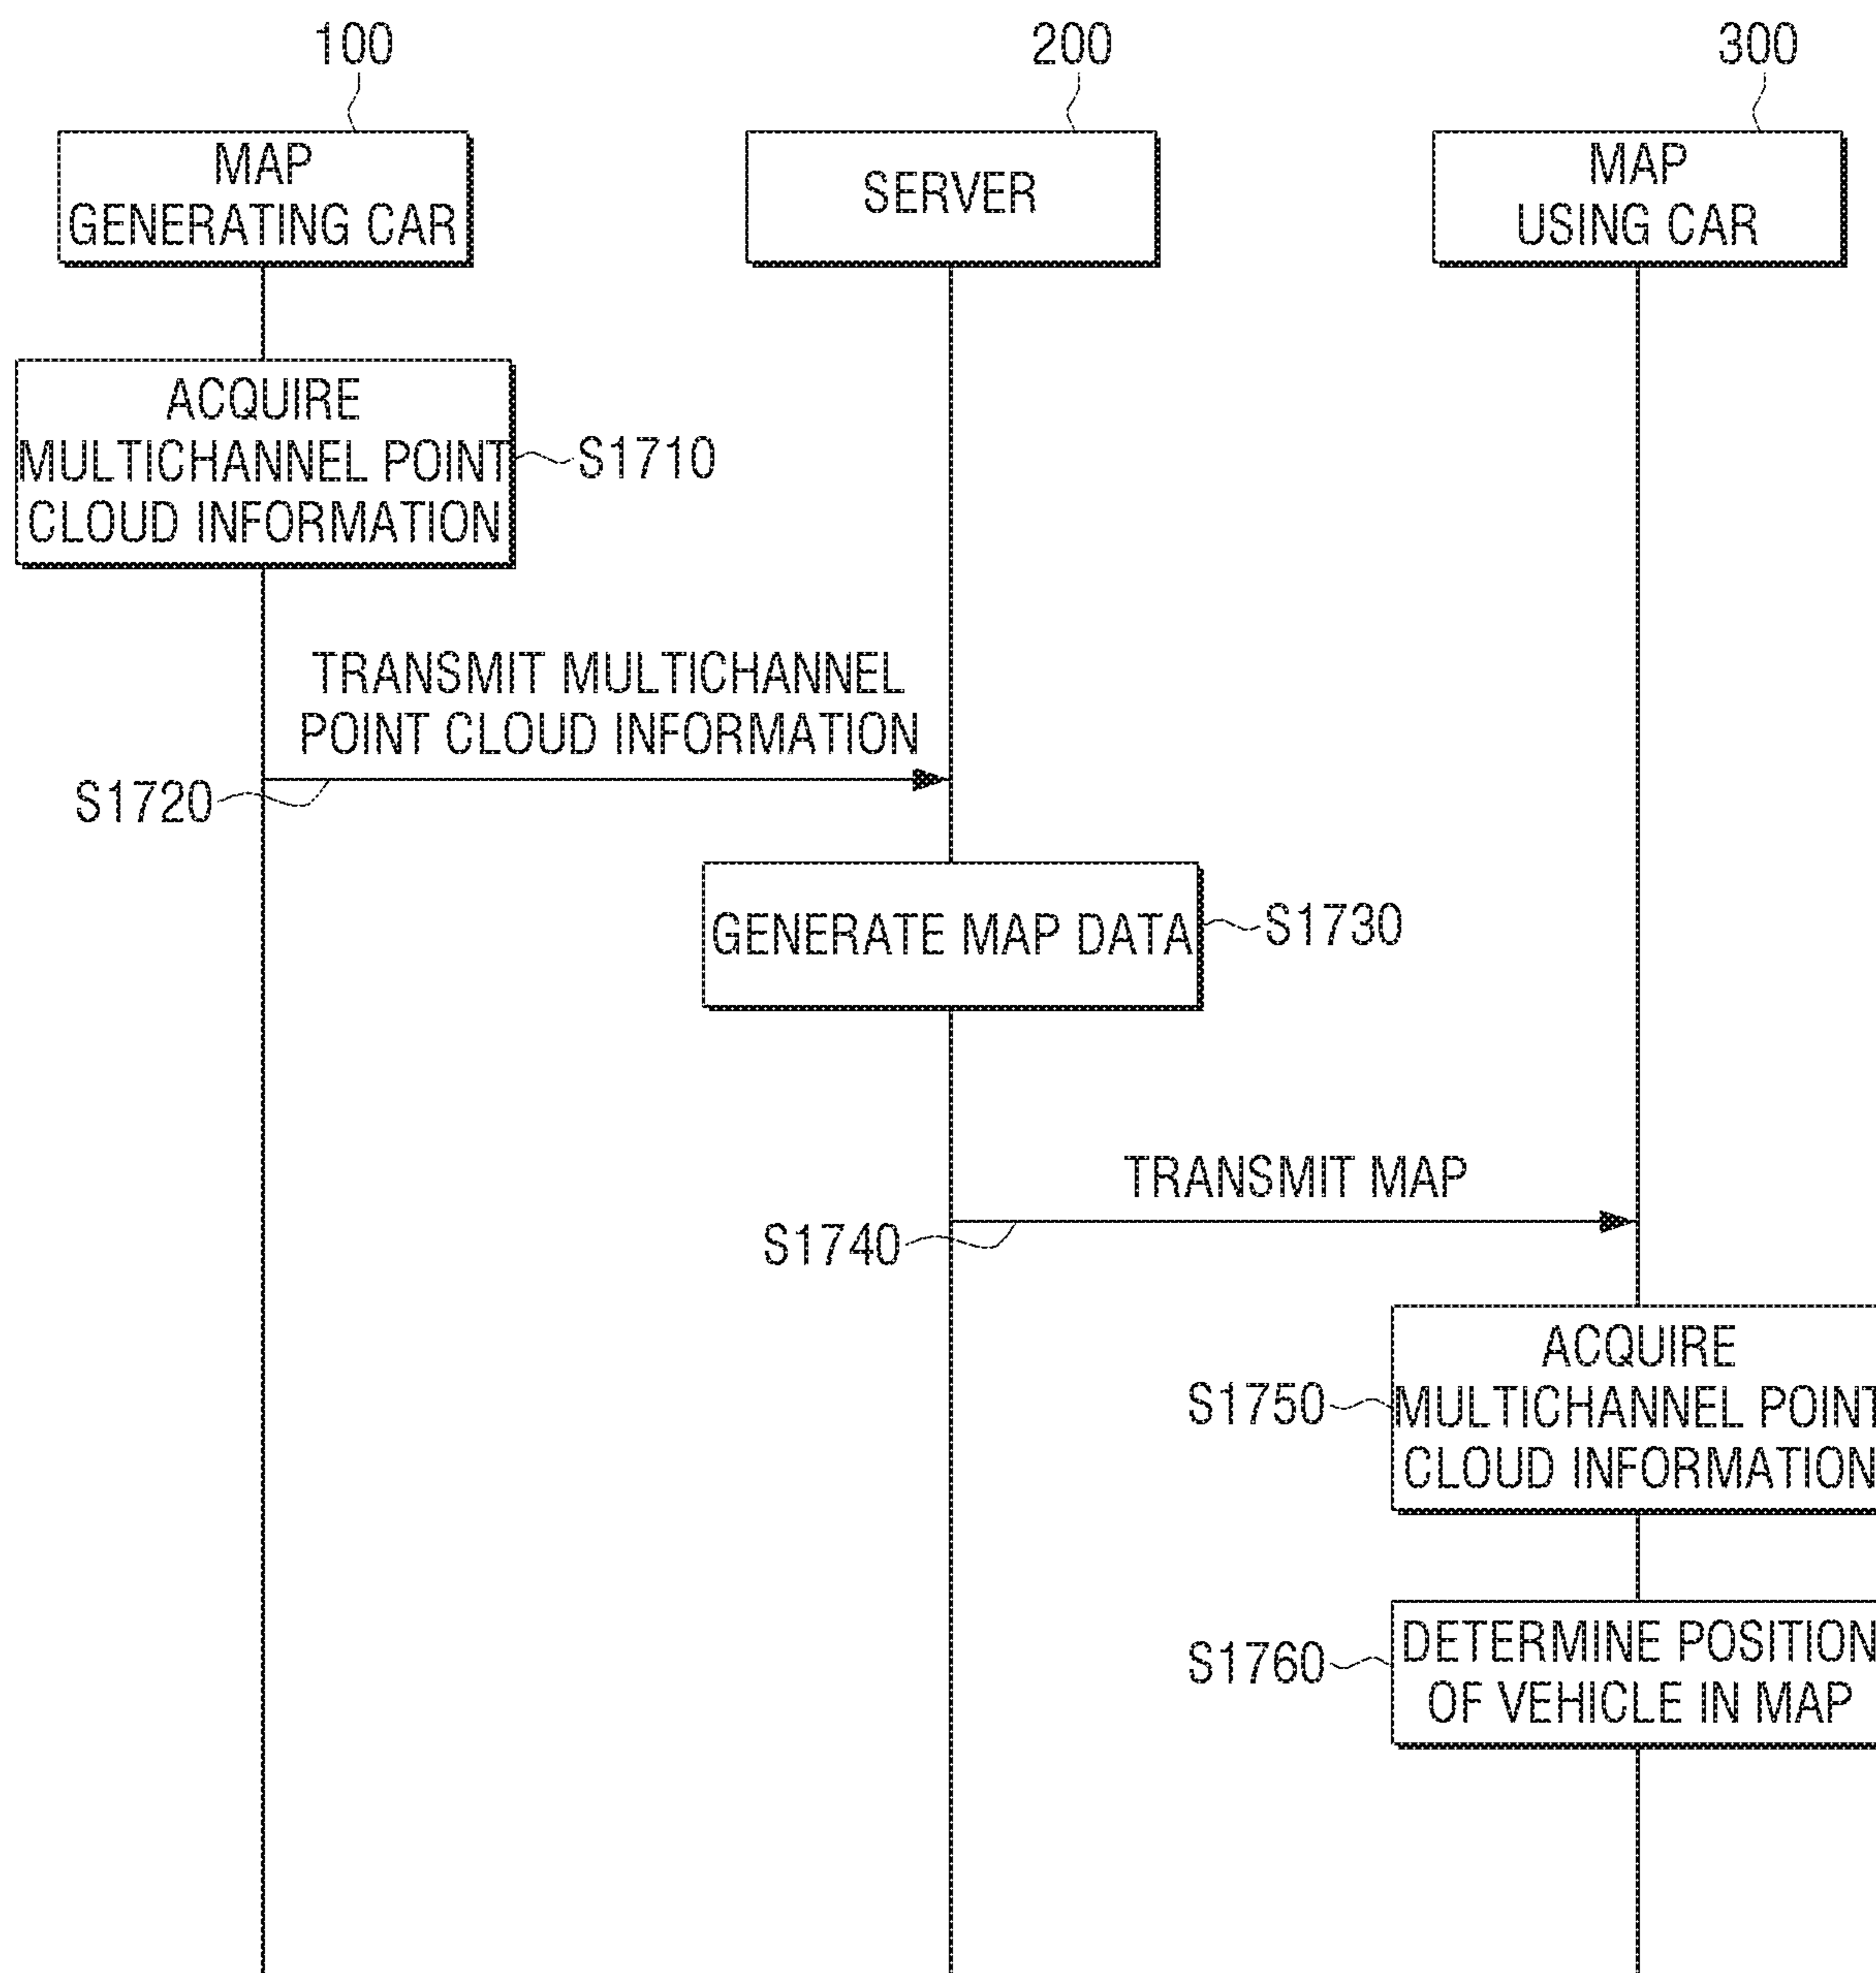 100
200
300
MAP
GENERATING CAR
SERVER
MAP
USING CAR
ACQUIRE
MULTICHANNEL POINT
CLOUD INFORMATION
S1710
TRANSMIT MULTICHANNEL
POINT CLOUD INFORMATION
S1720
GENERATE MAP DATA
S1730
TRANSMIT MAP
S1740
ACQUIRE
MULTICHANNEL POINT
CLOUD INFORMATION
S1750
DETERMINE POSITION
OF VEHICLE IN MAP
S1760